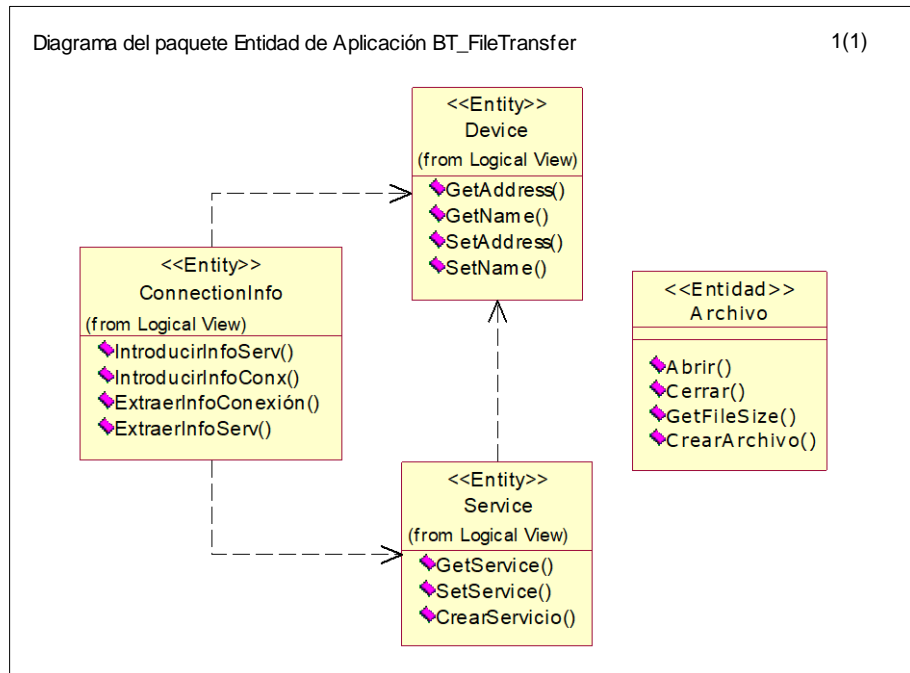 Diagrama del paquete Entidad de Aplicación BT_FileTransfer 1(1)
<<Entity>>
Device
(from Logical View)
GetAddress()
GetName()
SetAddress()
SetName()
<<Entity>>
ConnectionInfo
(from Logical View)
IntroducirInfoServ()
IntroducirInfoConx()
ExtraerInfoConexión()
ExtraerInfoServ()
<<Entidad>>
Archivo
Abrir()
Cerrar()
GetFileSize()
CrearArchivo()
<<Entity>>
Service
(from Logical View)
GetService()
SetService()
CrearServicio()